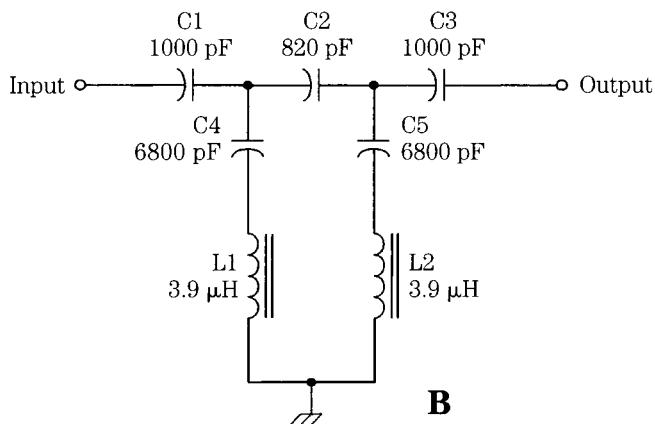 C1
1000 pF
C2
820 pF
C3
1000 pF
Input
Output
C4
6800 pF
C5
6800 pF
L1
3.9 μH
L2
3.9 μH
B